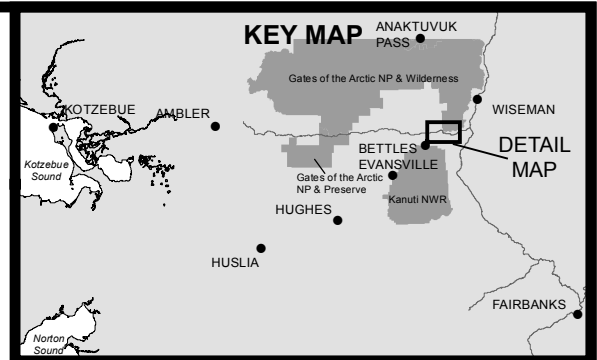 KEY MAP
ANAKTUVUK
PASS
Gates of the Arctic NP & Wilderness
KOTZEBUE
AMBLER
WISEMAN
Kotzebue
Sound
BETTLES
EVANSVILLE
DETAIL
MAP
Gates of the Arctic
NP & Preserve
Kanuti NWR
HUGHES
HUSLIA
FAIRBANKS
Norton
Sound